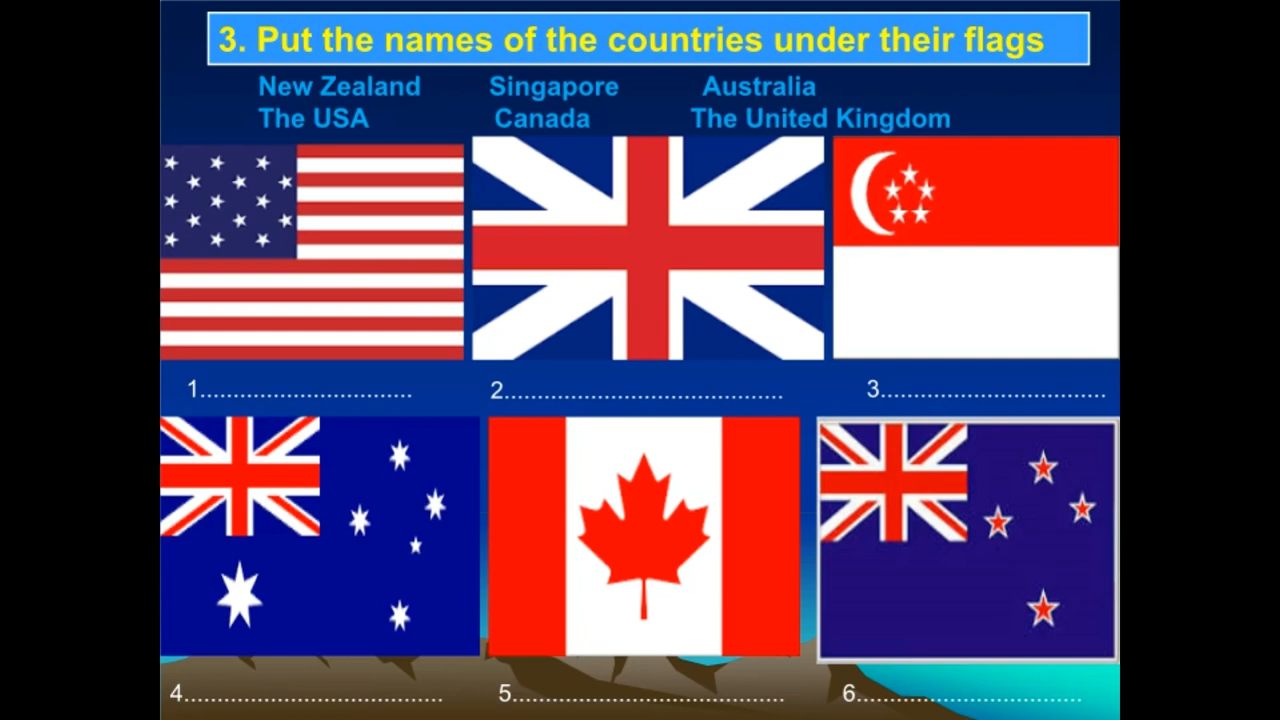 3. Put the names of the countries under their flags
New Zealand Singapore Australia
The USA Canada The United Kingdom
1................................ 2........................................ 3................................
4..................................... 5....................................... 6..................................